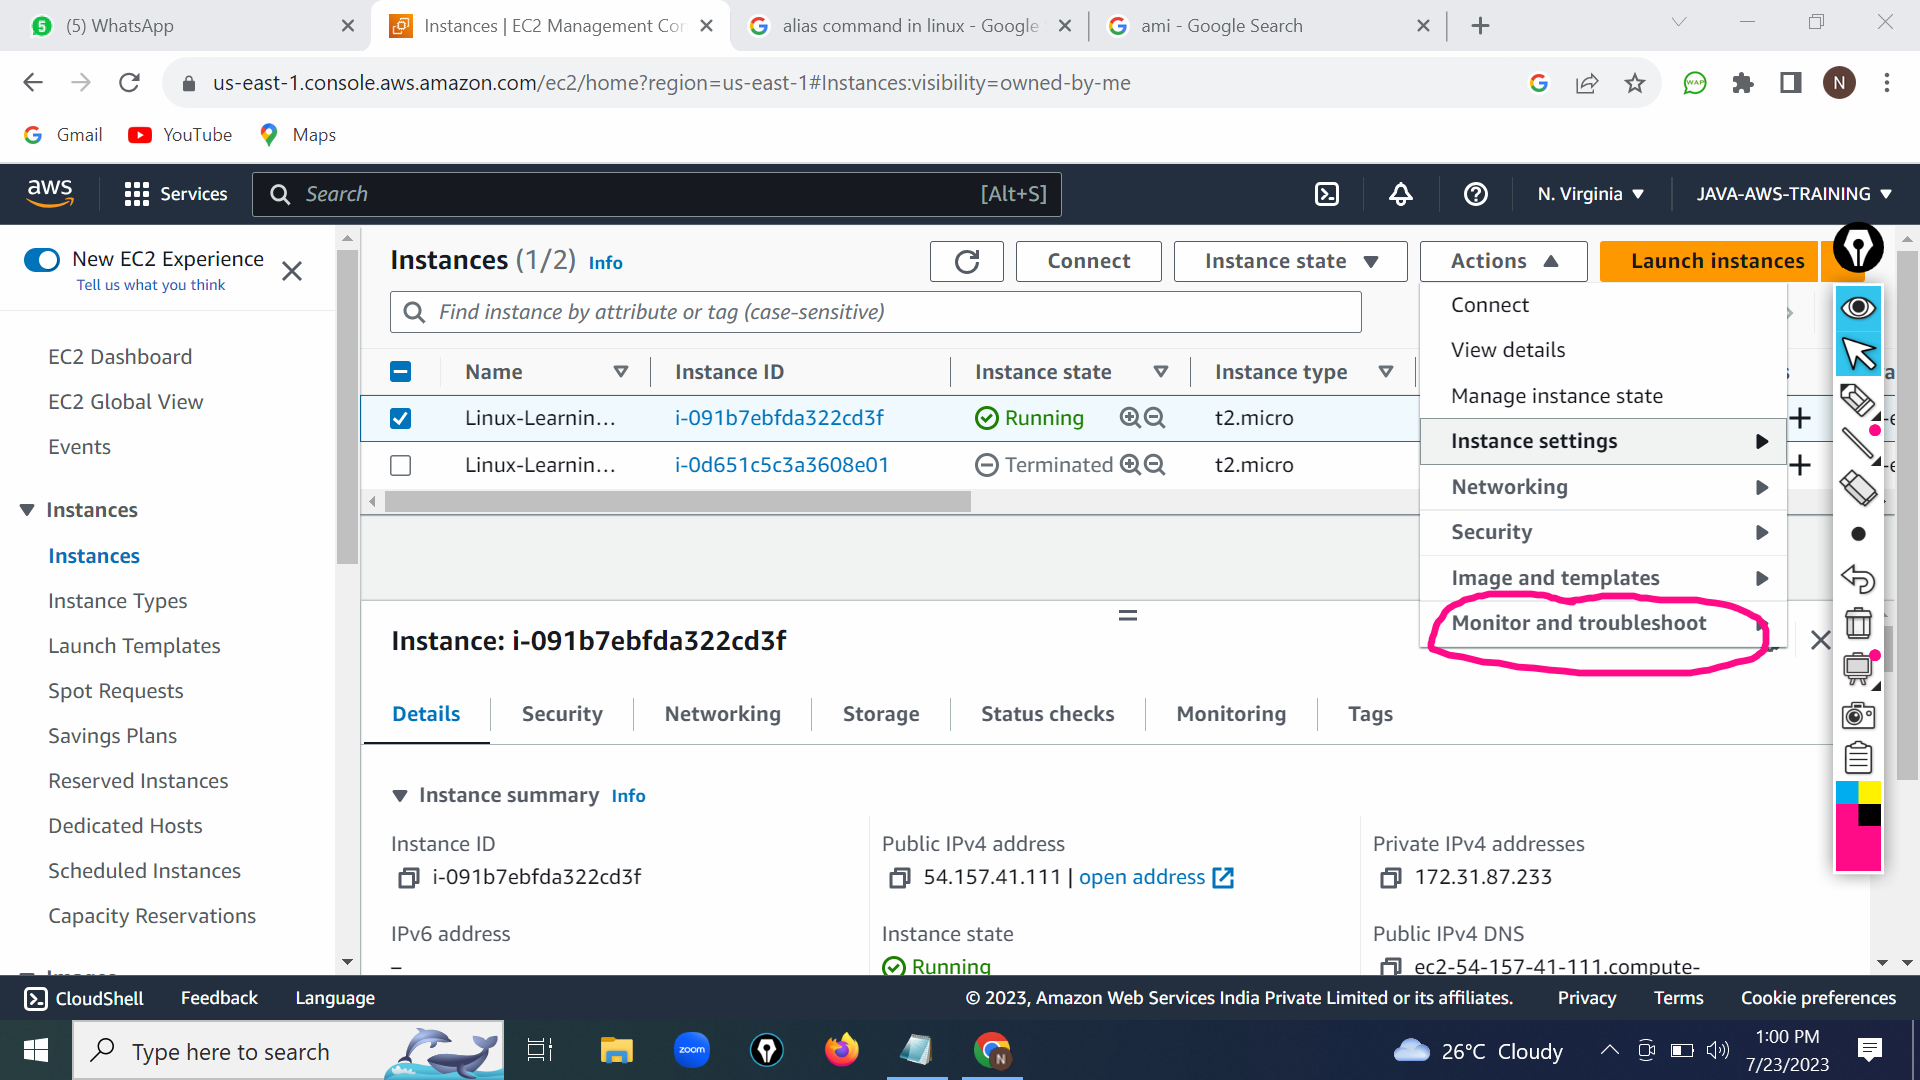 (5) WhatsApp
Instances | EC2 Management Cor
alias command in linux - Google
ami - Google Search
us-east-1.console.aws.amazon.com/ec2/home?region=us-east-1#Instances:visibility=owned-by-me
N
Gmail
YouTube
Maps
aws
Services
Search
[Alt+S]
N. Virginia
JAVA-AWS-TRAINING
New EC2 Experience
Tell us what you think
EC2 Dashboard
EC2 Global View
Events
Instances
Instances
Instance Types
Launch Templates
Spot Requests
Savings Plans
Reserved Instances
Dedicated Hosts
Scheduled Instances
Capacity Reservations
Images
Instances (1/2) Info
Connect
Instance state
Actions
Launch instances
Find instance by attribute or tag (case-sensitive)
Name Instance ID Instance state Instance type
Linux-Learnin... i-091b7ebfda322cd3f Running t2.micro
Linux-Learnin... i-0d651c5c3a3608e01 Terminated t2.micro
Connect
View details
Manage instance state
Instance settings
Networking
Security
Image and templates
Monitor and troubleshoot
Instance: i-091b7ebfda322cd3f
Details Security Networking Storage Status checks Monitoring Tags
Instance summary Info
Instance ID
i-091b7ebfda322cd3f
Public IPv4 address
54.157.41.111 | open address
Private IPv4 addresses
172.31.87.233
IPv6 address
–
Instance state
Running
Public IPv4 DNS
ec2-54-157-41-111.compute-
CloudShell Feedback Language
© 2023, Amazon Web Services India Private Limited or its affiliates. Privacy Terms Cookie preferences
Type here to search
zoom
N
26°C Cloudy
1:00 PM
7/23/2023